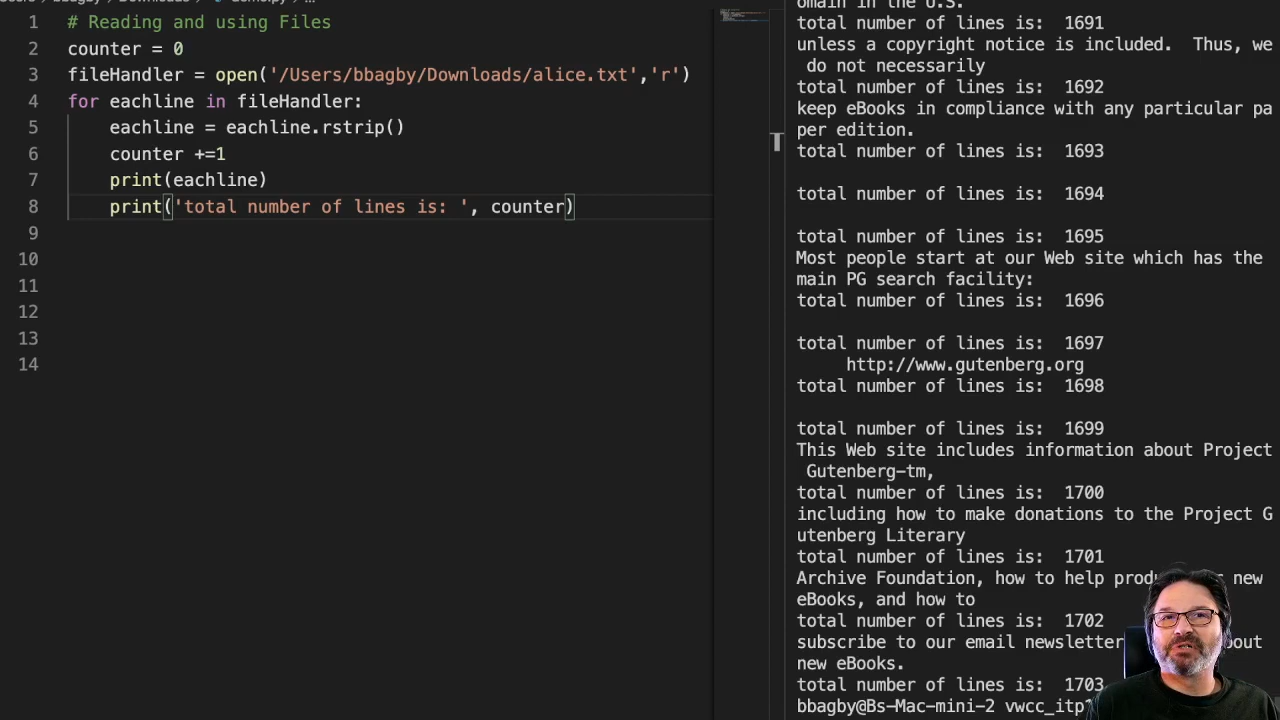 # Reading and using Files
1
2
3
4
5
6
7
8
9
10
11
12
13
14
counter = 0
fileHandler = open('/Users/bbagby/Downloads/alice.txt','r')
for eachline in fileHandler:
eachline = eachline.rstrip()
counter +=1
print(eachline)
print('total number of lines is: ', counter)
omain in the U.S.
total number of lines is:  1691
unless a copyright notice is included.  Thus, we
do not necessarily
total number of lines is:  1692
keep eBooks in compliance with any particular pa
per edition.
total number of lines is:  1693
total number of lines is:  1694
total number of lines is:  1695
Most people start at our Web site which has the
main PG search facility:
total number of lines is:  1696
total number of lines is:  1697
http://www.gutenberg.org
total number of lines is:  1698
total number of lines is:  1699
This Web site includes information about Project
Gutenberg-tm,
total number of lines is:  1700
including how to make donations to the Project G
utenberg Literary
total number of lines is:  1701
Archive Foundation, how to help new
eBooks, and how to
total number of lines is:  1702
subscribe to our email newsletter
new eBooks.
total number of lines is:  1703
bbagby@Bs-Mac-mini-2